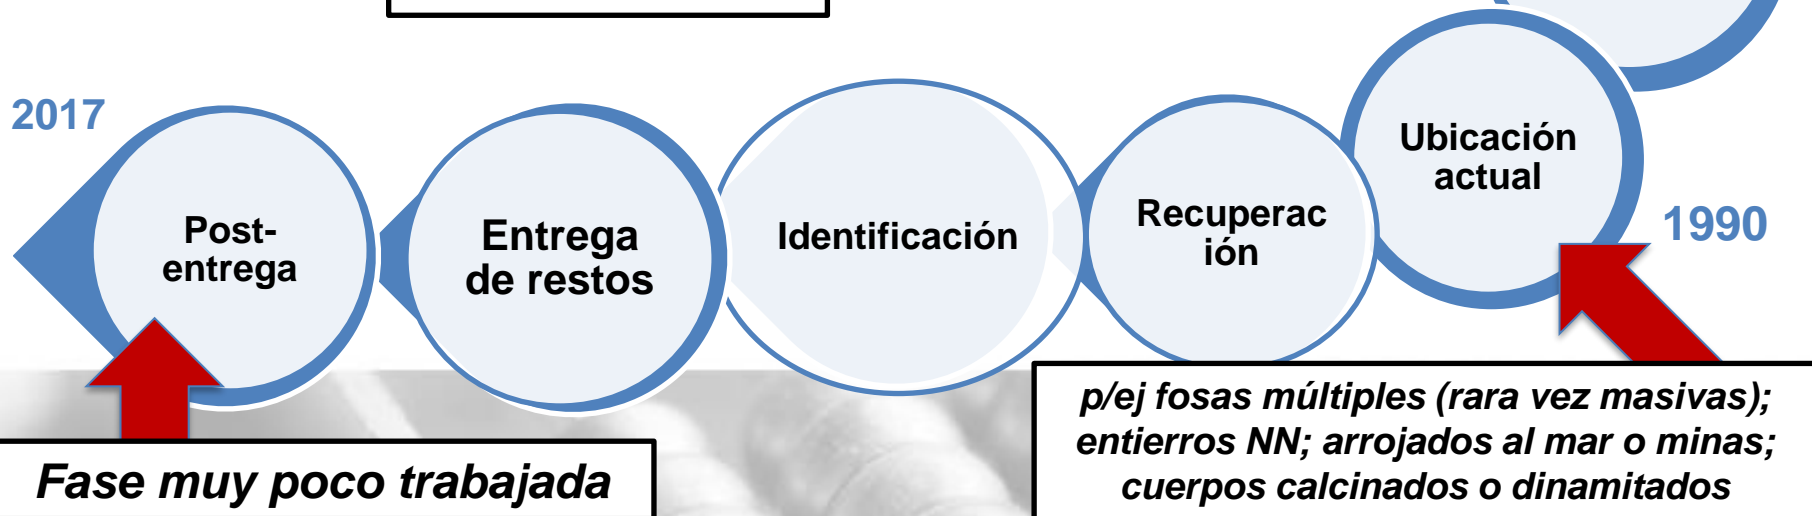 2017
Post-
entrega
Entrega
de restos
Identificación
Recuperac
ión
Ubicación
actual
1990
Fase muy poco trabajada
p/ej fosas múltiples (rara vez masivas);
entierros NN; arrojados al mar o minas;
cuerpos calcinados o dinamitados